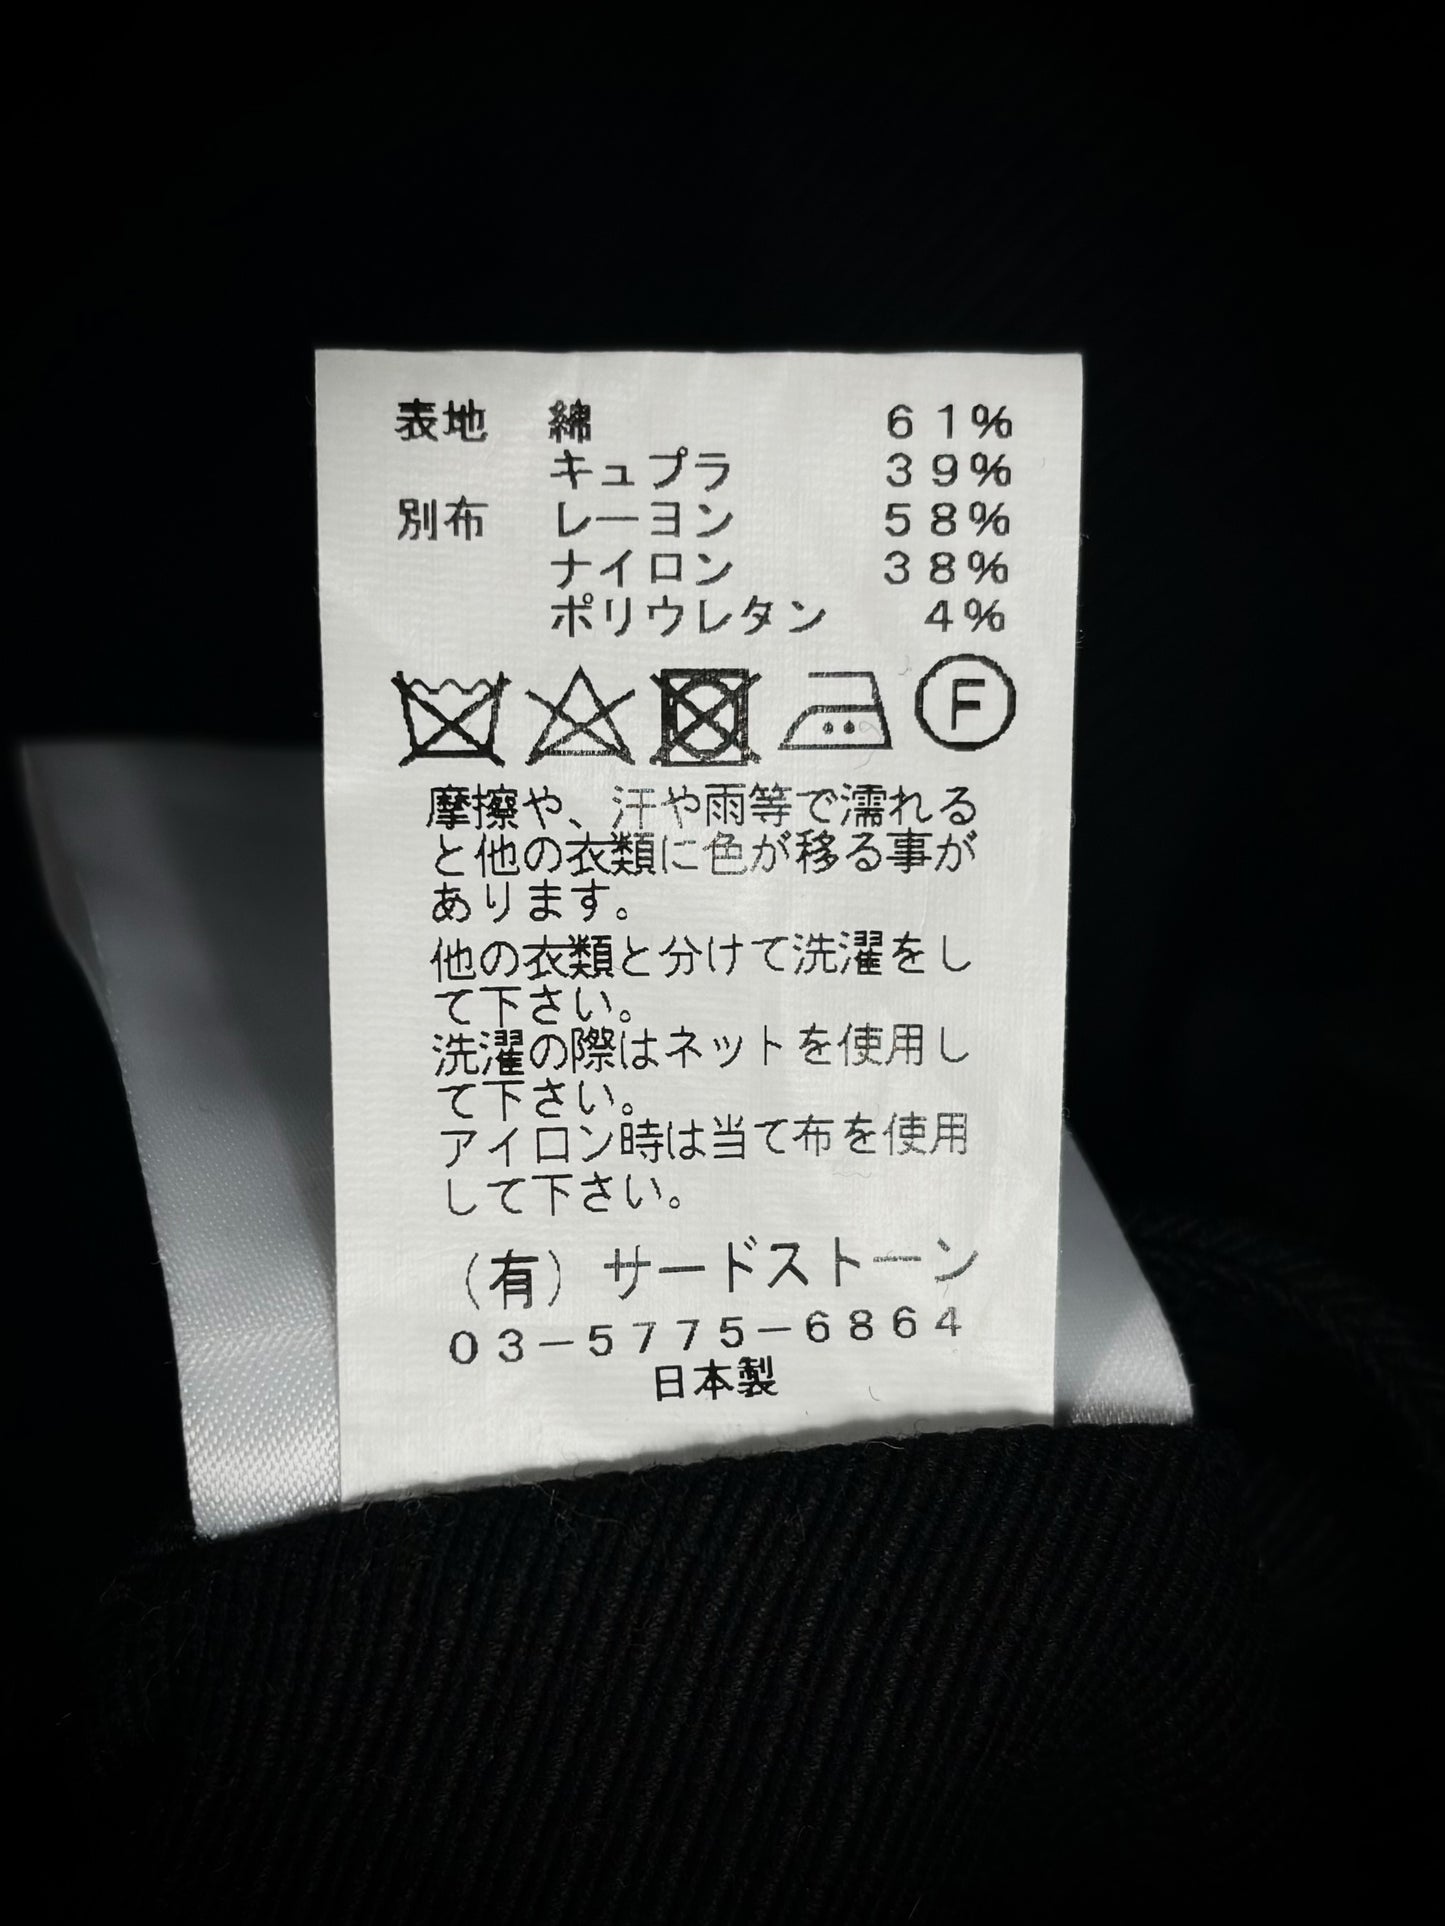 表地 綿 61%
キュプラ 39%
別布 レーヨン 58%
ナイロン 38%
ポリウレタン 4%
F
摩擦や、汗や雨等で濡れる
と他の衣類に色が移る事が
あります。
他の衣類と分けて洗濯をし
て下さい。
洗濯の際はネットを使用し
て下さい。
アイロン時は当て布を使用
して下さい。
(有) サードストーン
03-5775-6864
日本製